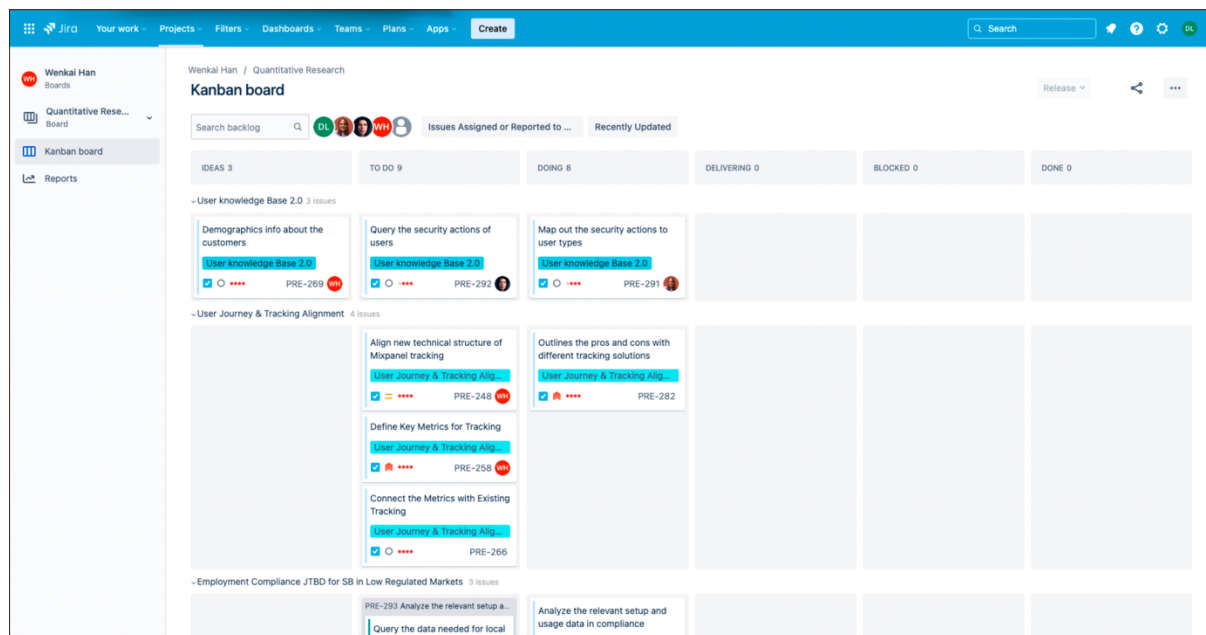 Jira Your work Projects Filters Dashboards Teams Plans Apps Create Search DL
WH Wenkai Han
Boards
Quantitative Rese...
Board
Kanban board
Reports
Wenkai Han / Quantitative Research
Kanban board
Release
Search backlog DL WH Issues Assigned or Reported to ... Recently Updated
IDEAS 3 TO DO 9 DOING 8 DELIVERING 0 BLOCKED 0 DONE 0
User knowledge Base 2.0 3 issues
Demographics info about the
customers
User knowledge Base 2.0
PRE-269 WH
Query the security actions of
users
User knowledge Base 2.0
PRE-292
Map out the security actions to
user types
User knowledge Base 2.0
PRE-291
User Journey & Tracking Alignment 4 issues
Align new technical structure of
Mixpanel tracking
User Journey & Tracking Alig...
PRE-248 WH
Define Key Metrics for Tracking
User Journey & Tracking Alig...
PRE-258 WH
Connect the Metrics with Existing
Tracking
User Journey & Tracking Alig...
PRE-266
Outlines the pros and cons with
different tracking solutions
User Journey & Tracking Alig...
PRE-282
Employment Compliance JTBD for SB in Low Regulated Markets 3 issues
PRE-293 Analyze the relevant setup a...
Query the data needed for local
Analyze the relevant setup and
usage data in compliance